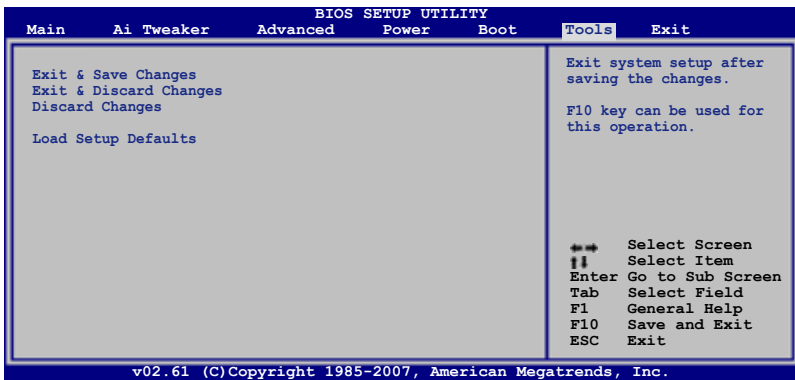 BIOS SETUP UTILITY
Main Ai Tweaker Advanced Power Boot Tools Exit
Exit & Save Changes
Exit & Discard Changes
Discard Changes
Load Setup Defaults
Exit system setup after
saving the changes.
F10 key can be used for
this operation.
Select Screen
Select Item
Enter Go to Sub Screen
Tab Select Field
F1 General Help
F10 Save and Exit
ESC Exit
v02.61 (C)Copyright 1985-2007, American Megatrends, Inc.